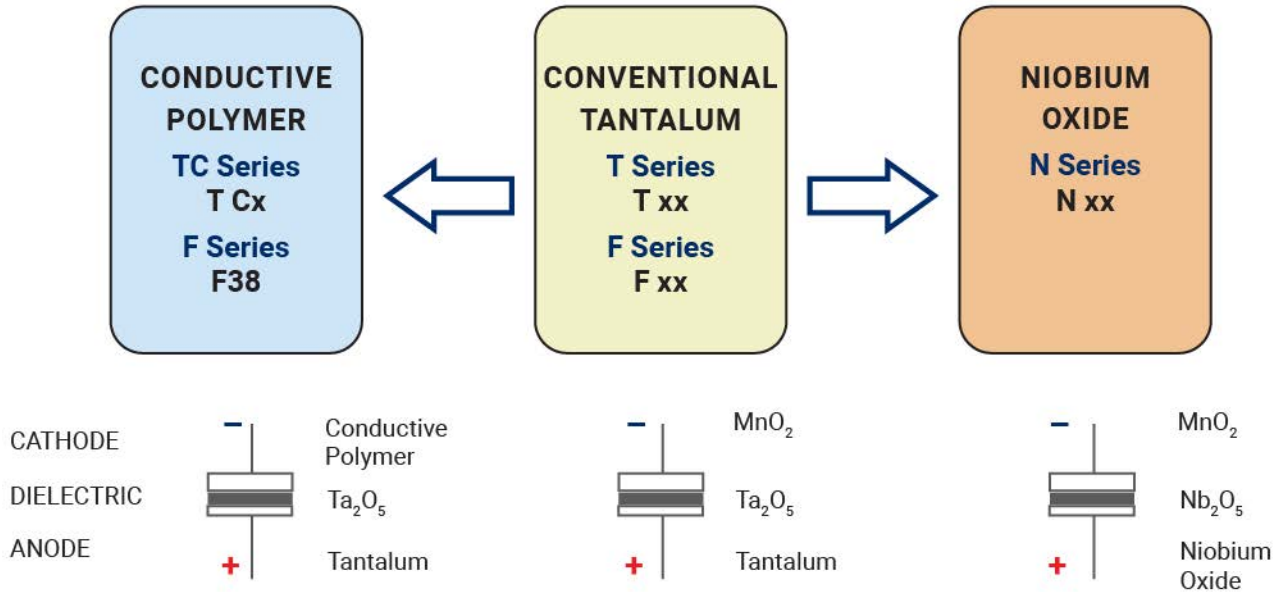 CONDUCTIVE
POLYMER
TC Series
T Cx
F Series
F38
CONVENTIONAL
TANTALUM
T Series
T xx
F Series
F xx
NIOBIUM
OXIDE
N Series
N xx
CATHODE
−
Conductive
Polymer
−
MnO₂
−
MnO₂
DIELECTRIC
Ta₂O₅
Ta₂O₅
Nb₂O₅
ANODE
+
Tantalum
+
Tantalum
+
Niobium
Oxide